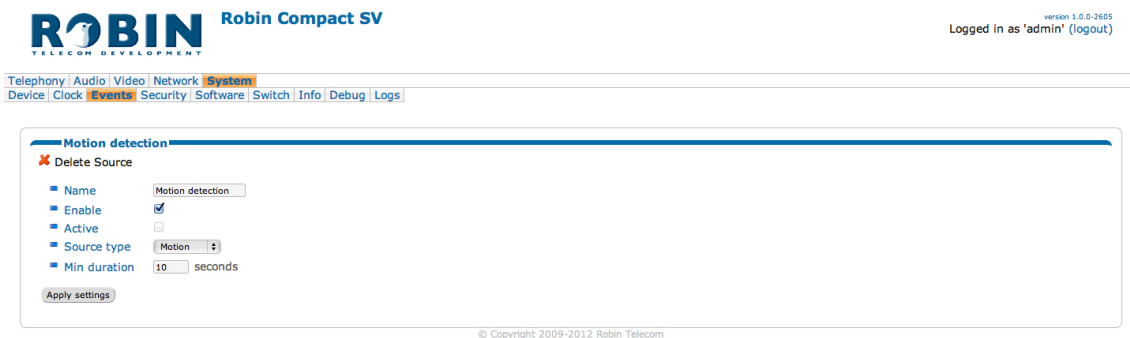 ROBIN
TELECOM DEVELOPMENT
Robin Compact SV
version 1.0.0-2605
Logged in as 'admin' (logout)
Telephony Audio Video Network System
Device Clock Events Security Software Switch Info Debug Logs
Motion detection
Delete Source
Name Motion detection
Enable
Active
Source type Motion
Min duration 10 seconds
Apply settings
© Copyright 2009-2012 Robin Telecom